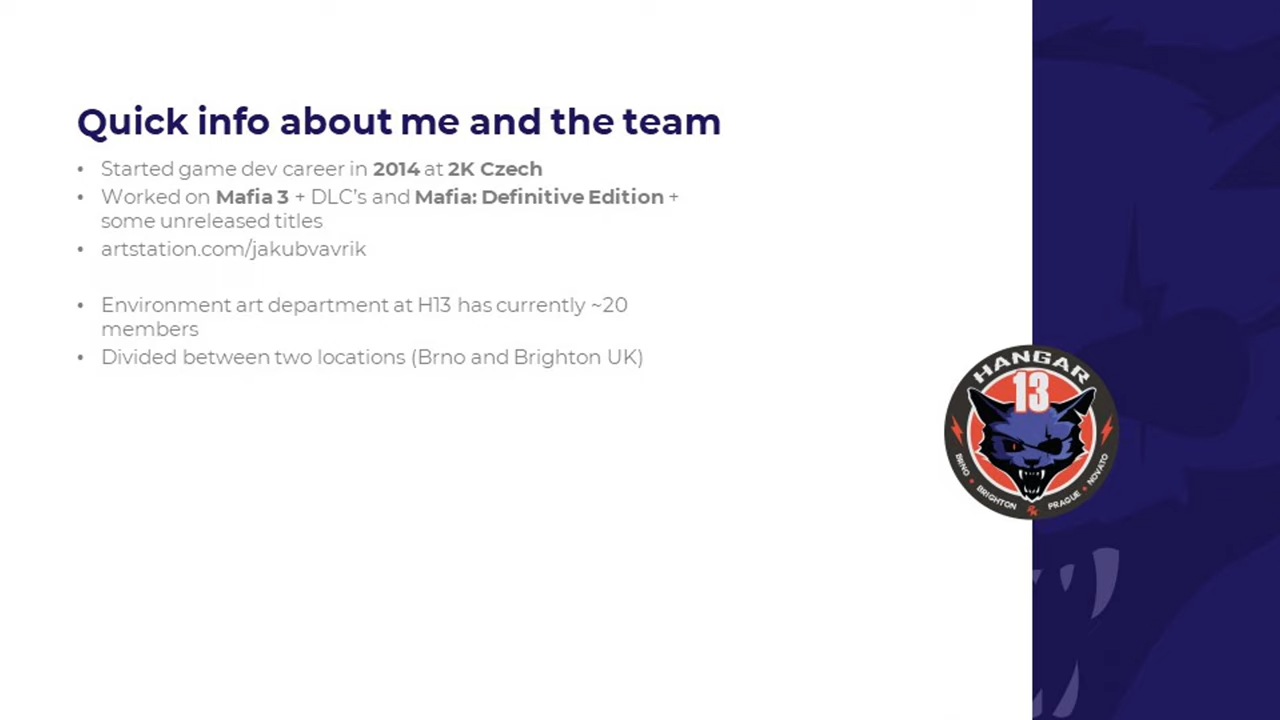 Quick info about me and the team
• Started game dev career in 2014 at 2K Czech
• Worked on Mafia 3 + DLC's and Mafia: Definitive Edition +
some unreleased titles
• artstation.com/jakubvavrik
• Environment art department at H13 has currently ~20
members
• Divided between two locations (Brno and Brighton UK)
HANGAR
13
BRNO • BRIGHTON 2K PRAGUE • NOVATO